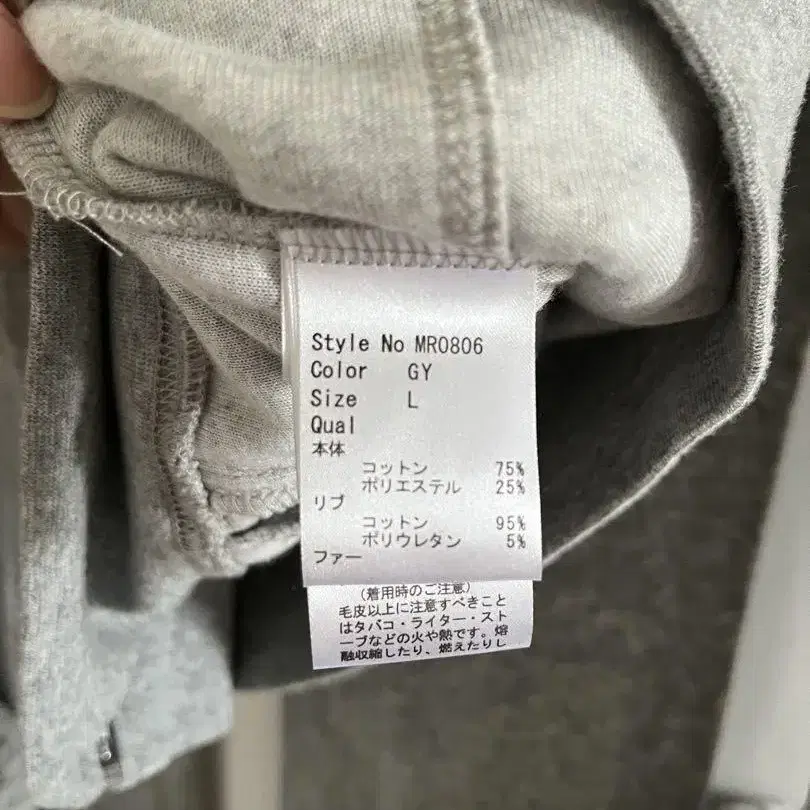 Style No MR0806
Color GY
Size L
Qual
本体
コットン 75%
ポリエステル 25%
リブ
コットン 95%
ポリウレタン 5%
ファー
(着用時のご注意)
毛皮以上に注意すべきこと
はタバコ・ライター・スト
ーブなどの火や熱です。熔
融収縮したり、燃えたりし